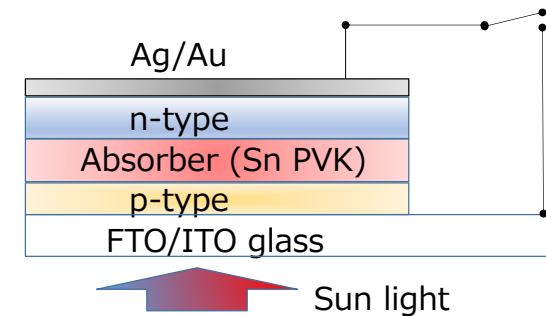 Ag/Au
n-type
Absorber (Sn PVK)
p-type
FTO/ITO glass
Sun light